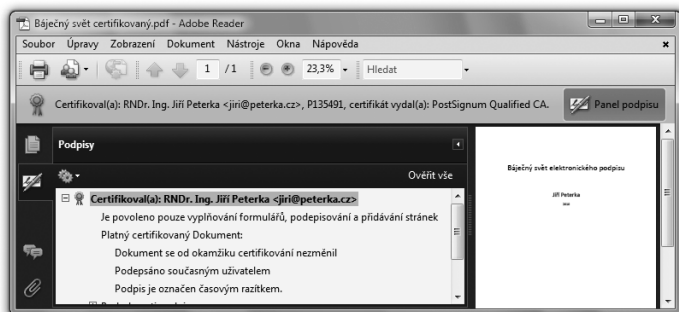 Báječný svět certifikovaný.pdf - Adobe Reader
Soubor Úpravy Zobrazení Dokument Nástroje Okna Nápověda
1 / 1 23,3% Hledat
Certifikoval(a): RNDr. Ing. Jiří Peterka <jiri@peterka.cz>, P135491, certifikát vydal(a): PostSignum Qualified CA. Panel podpisu
Podpisy
Ověřit vše
Certifikoval(a): RNDr. Ing. Jiří Peterka <jiri@peterka.cz>
Je povoleno pouze vyplňování formulářů, podepisování a přidávání stránek
Platný certifikovaný Dokument:
Dokument se od okamžiku certifikování nezměnil
Podepsáno současným uživatelem
Podpis je označen časovým razítkem.
Báječný svět elektronického podpisu
Jiří Peterka